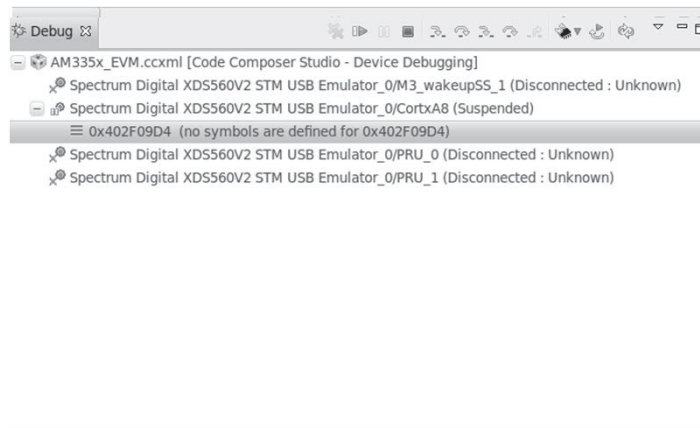 Debug
AM335x_EVM.ccxml [Code Composer Studio - Device Debugging]
Spectrum Digital XDS560V2 STM USB Emulator_0/M3_wakeupSS_1 (Disconnected : Unknown)
Spectrum Digital XDS560V2 STM USB Emulator_0/CortxA8 (Suspended)
0x402F09D4 (no symbols are defined for 0x402F09D4)
Spectrum Digital XDS560V2 STM USB Emulator_0/PRU_0 (Disconnected : Unknown)
Spectrum Digital XDS560V2 STM USB Emulator_0/PRU_1 (Disconnected : Unknown)